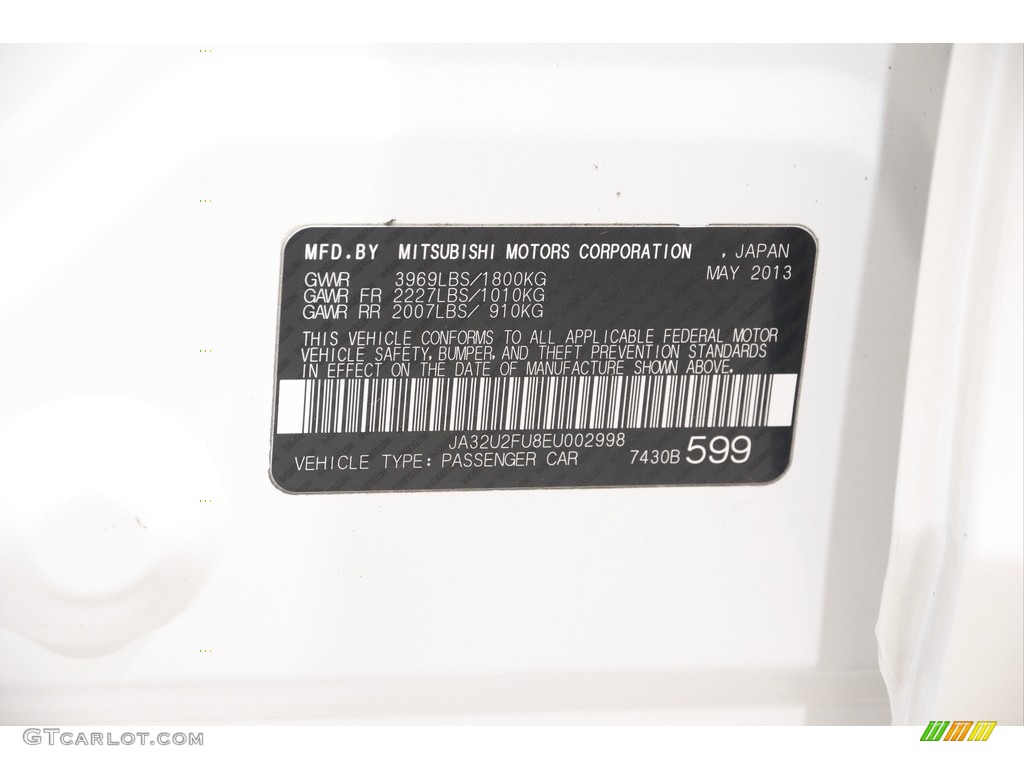 MFD.BY MITSUBISHI MOTORS CORPORATION , JAPAN
MAY 2013
GVWR 3969LBS/1800KG
GAWR FR 2227LBS/1010KG
GAWR RR 2007LBS/ 910KG
THIS VEHICLE CONFORMS TO ALL APPLICABLE FEDERAL MOTOR
VEHICLE SAFETY, BUMPER, AND THEFT PREVENTION STANDARDS
IN EFFECT ON THE DATE OF MANUFACTURE SHOWN ABOVE.
JA32U2FU8EU002998
VEHICLE TYPE: PASSENGER CAR 7430B 599
GTCARLOT.COM